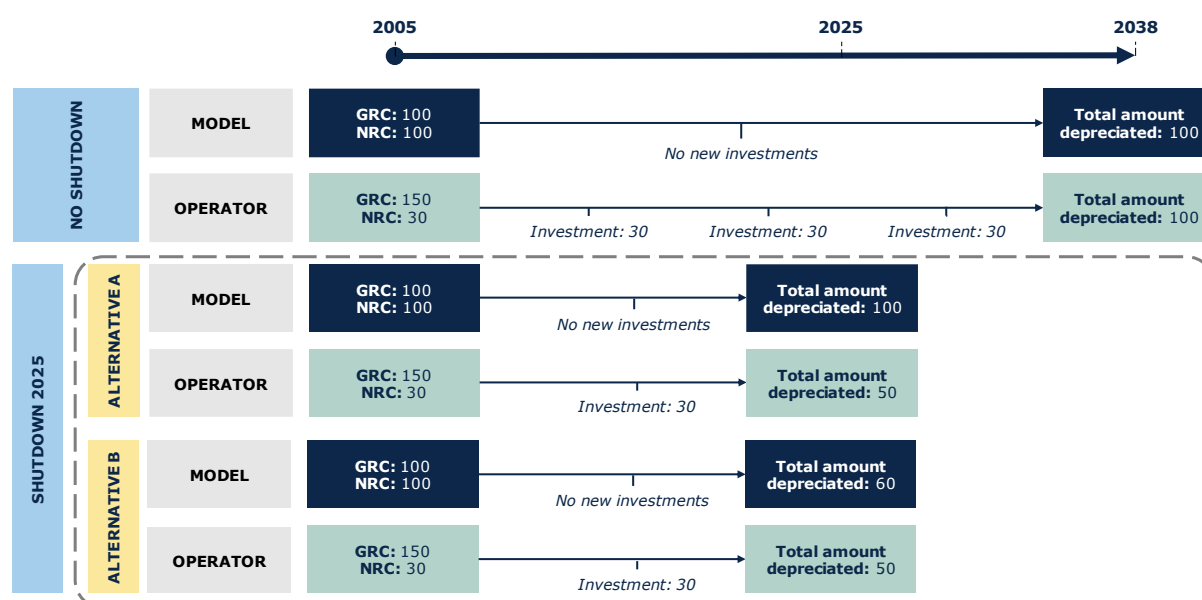 2005
2025
2038
NO SHUTDOWN
MODEL
GRC: 100
NRC: 100
No new investments
Total amount
depreciated: 100
OPERATOR
GRC: 150
NRC: 30
Investment: 30
Investment: 30
Investment: 30
Total amount
depreciated: 100
SHUTDOWN 2025
ALTERNATIVE A
MODEL
GRC: 100
NRC: 100
No new investments
Total amount
depreciated: 100
OPERATOR
GRC: 150
NRC: 30
Investment: 30
Total amount
depreciated: 50
ALTERNATIVE B
MODEL
GRC: 100
NRC: 100
No new investments
Total amount
depreciated: 60
OPERATOR
GRC: 150
NRC: 30
Investment: 30
Total amount
depreciated: 50